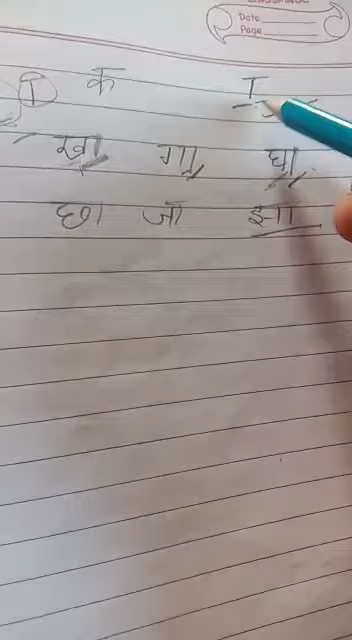 Date
Page
ा क ा
खा गा घा
छा जा झा